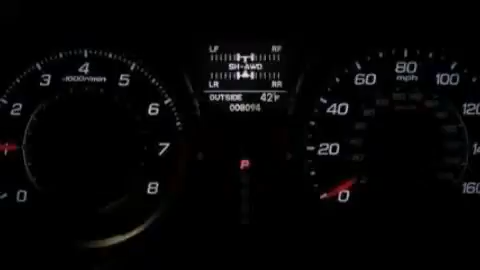 LF RF
SH-AWD
LR RR
OUTSIDE 42°F
008094
0 1 2 3 4 5 6 7 8
x1000r/min
0 20 40 60 80 100 120 14 160
mph
P